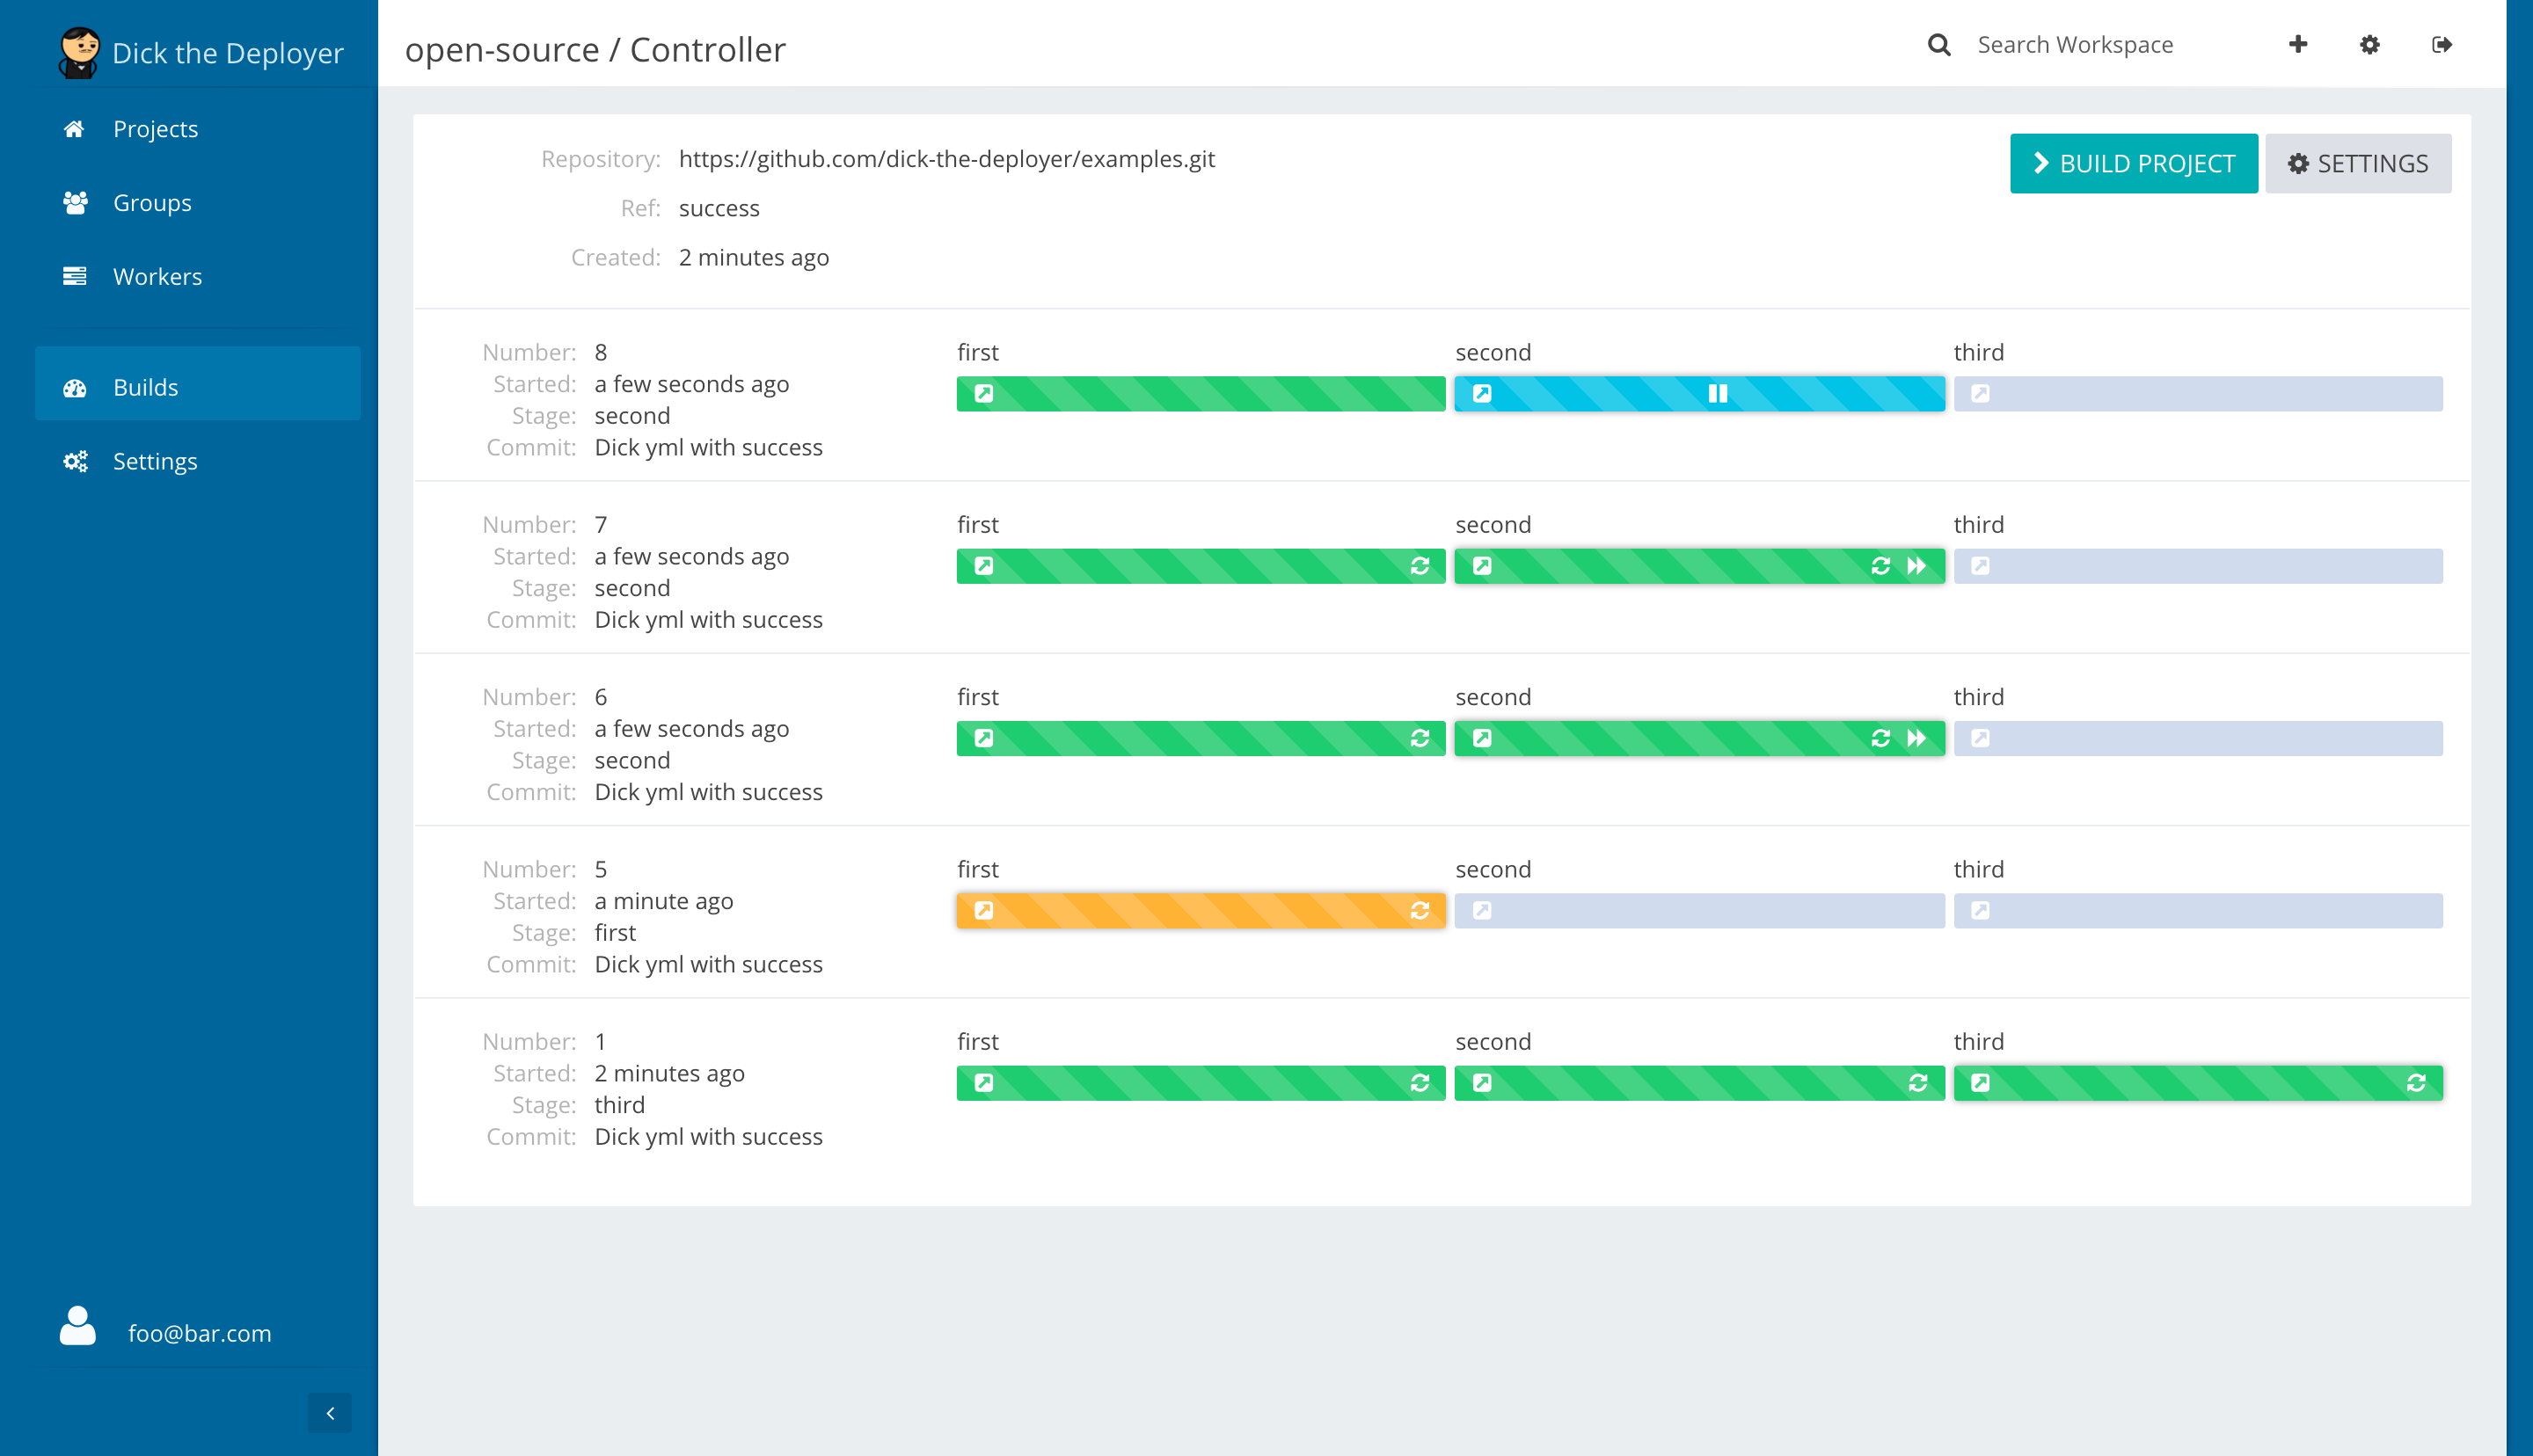 Dick the Deployer
Projects
Groups
Workers
Builds
Settings
foo@bar.com
open-source / Controller
Search Workspace
Repository: https://github.com/dick-the-deployer/examples.git
Ref: success
Created: 2 minutes ago
BUILD PROJECT
SETTINGS
Number: 8
Started: a few seconds ago
Stage: second
Commit: Dick yml with success
first
second
third
Number: 7
Started: a few seconds ago
Stage: second
Commit: Dick yml with success
first
second
third
Number: 6
Started: a few seconds ago
Stage: second
Commit: Dick yml with success
first
second
third
Number: 5
Started: a minute ago
Stage: first
Commit: Dick yml with success
first
second
third
Number: 1
Started: 2 minutes ago
Stage: third
Commit: Dick yml with success
first
second
third